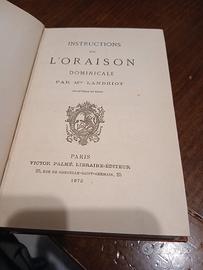 INSTRUCTIONS
SUR
L'ORAISON
DOMINICALE
PAR Mgr LANDRIOT
PARIS
VICTOR PALMÉ, LIBRAIRE-ÉDITEUR
25, RUE DE GRENELLE-SAINT-GERMAIN, 25
1873